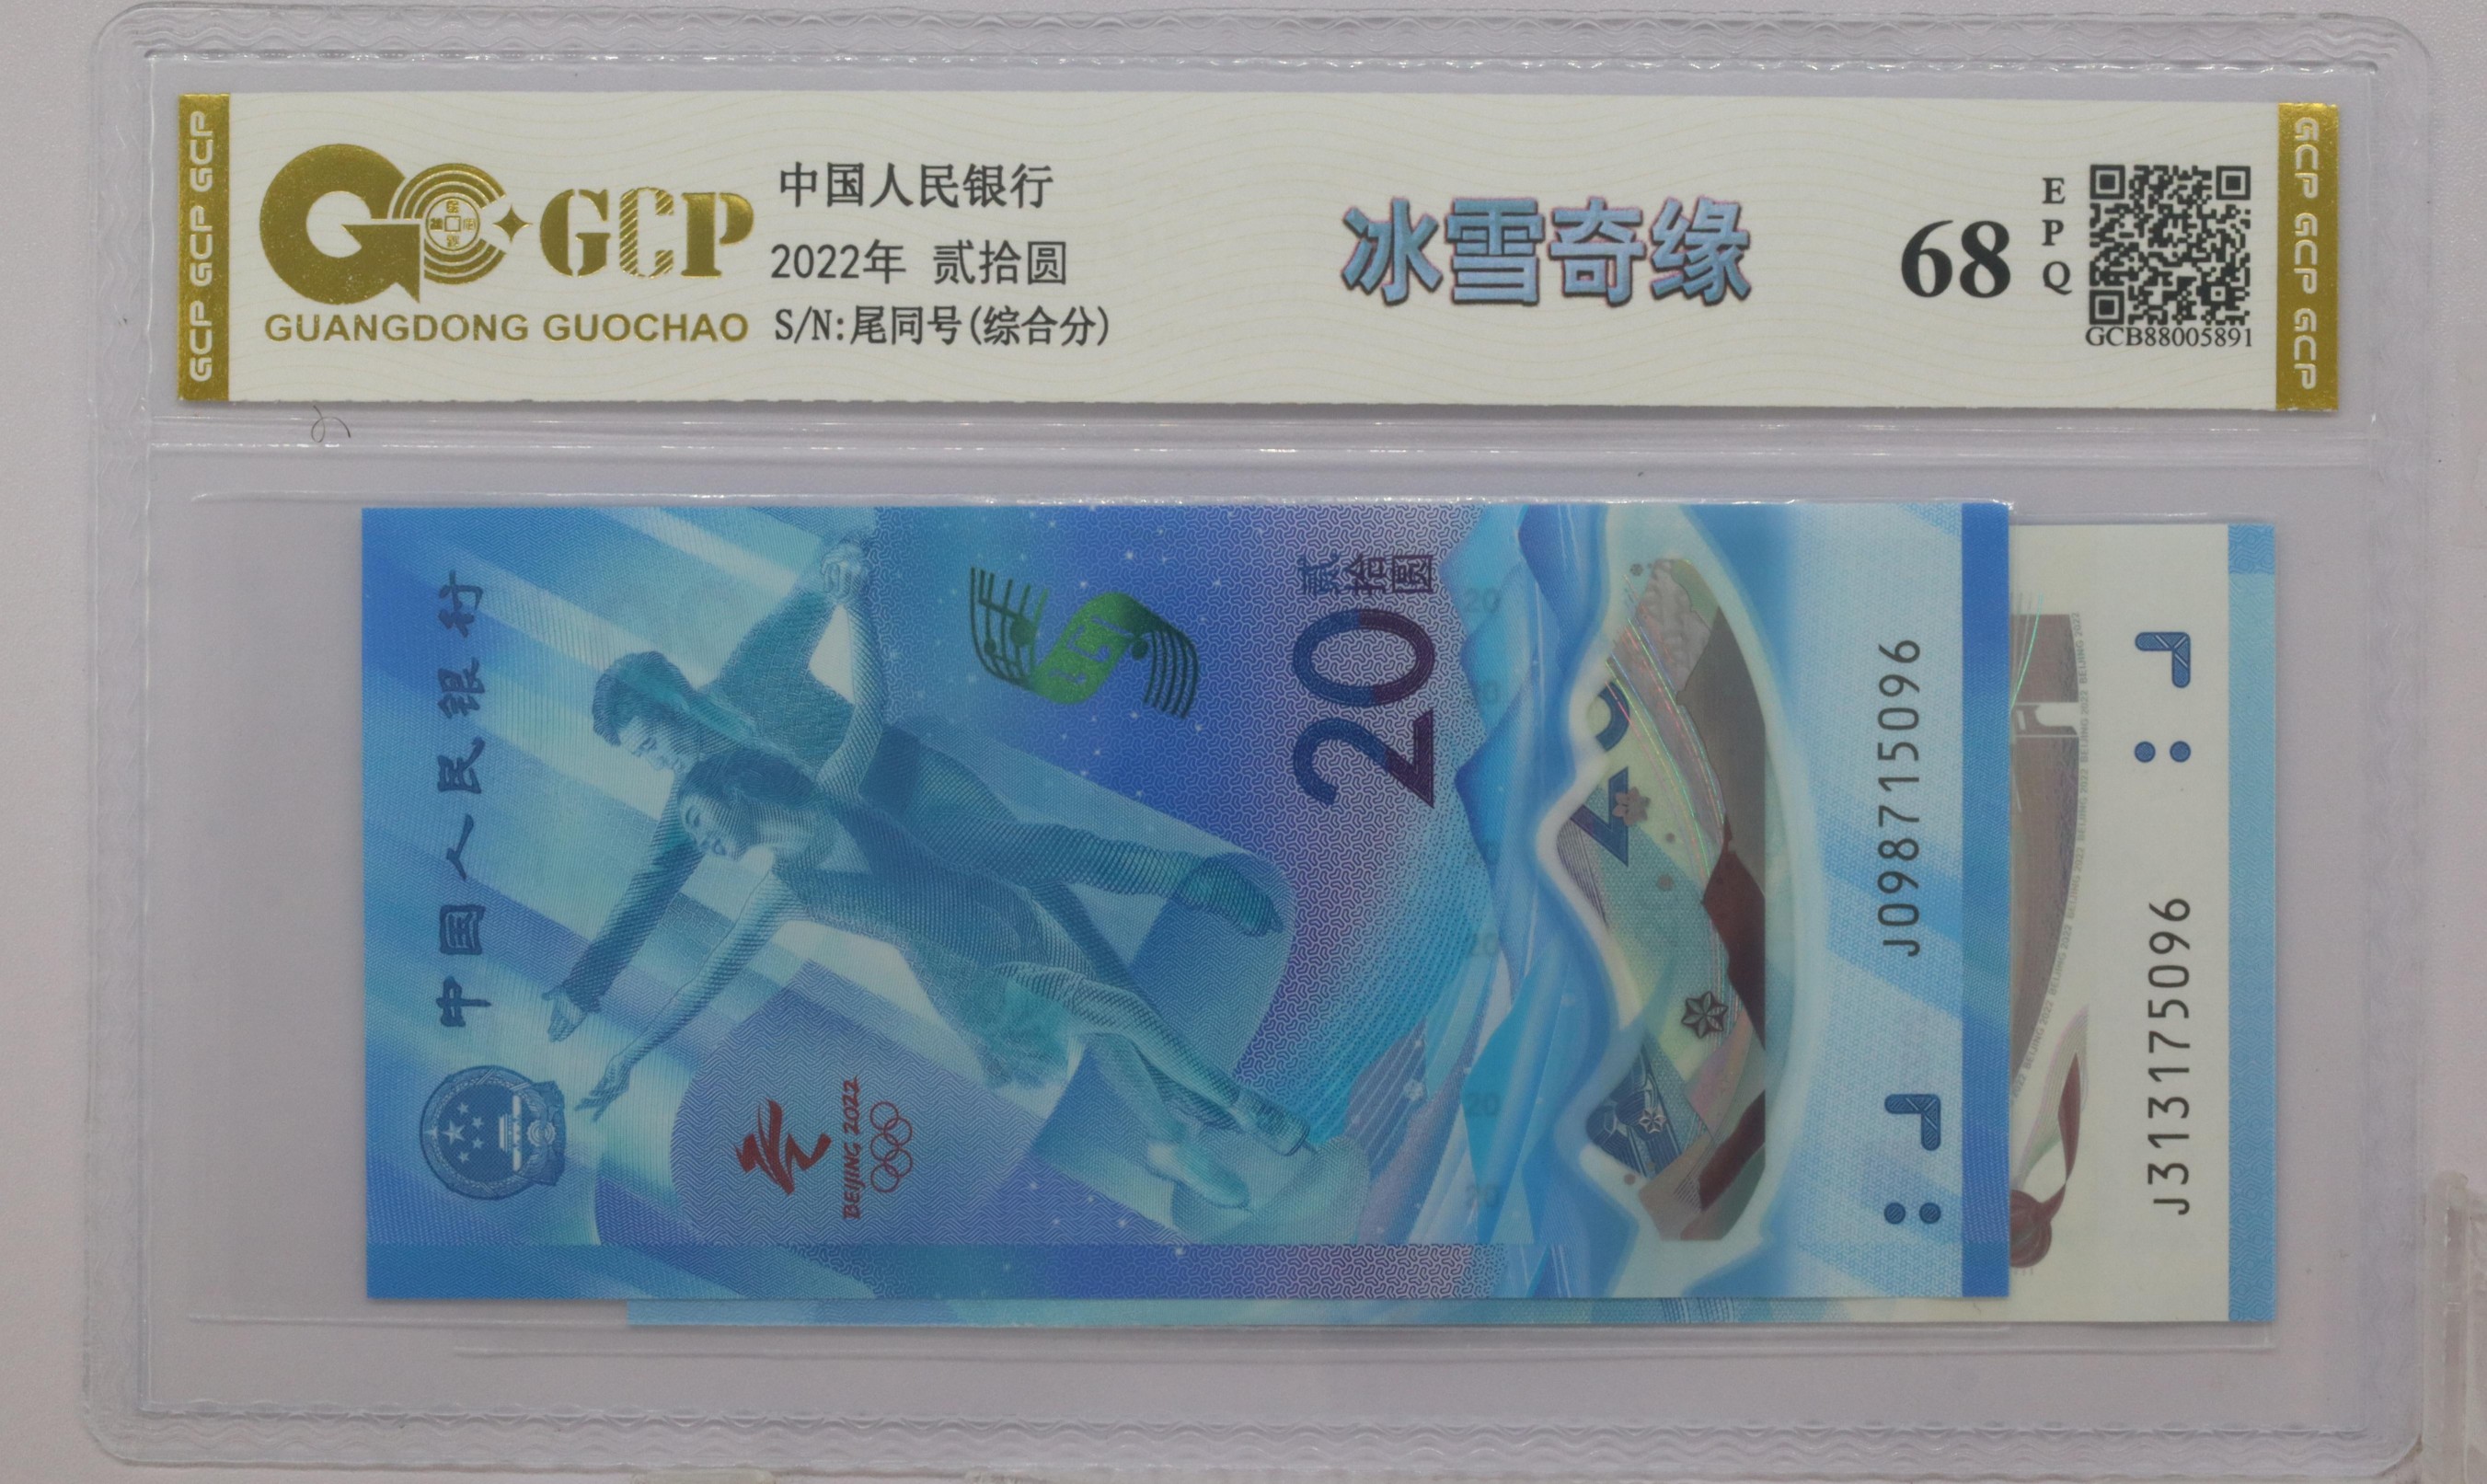 GCP GCP GCP
GCP
GUANGDONG GUOCHAO
中国人民银行
2022年 贰拾圆
S/N:尾同号(综合分)
冰雪奇缘
68
EPQ
GCB88005891
GCP GCP GCP
中国人民银行
BEIJING 2022
贰拾圆
20
J098715096
J313175096